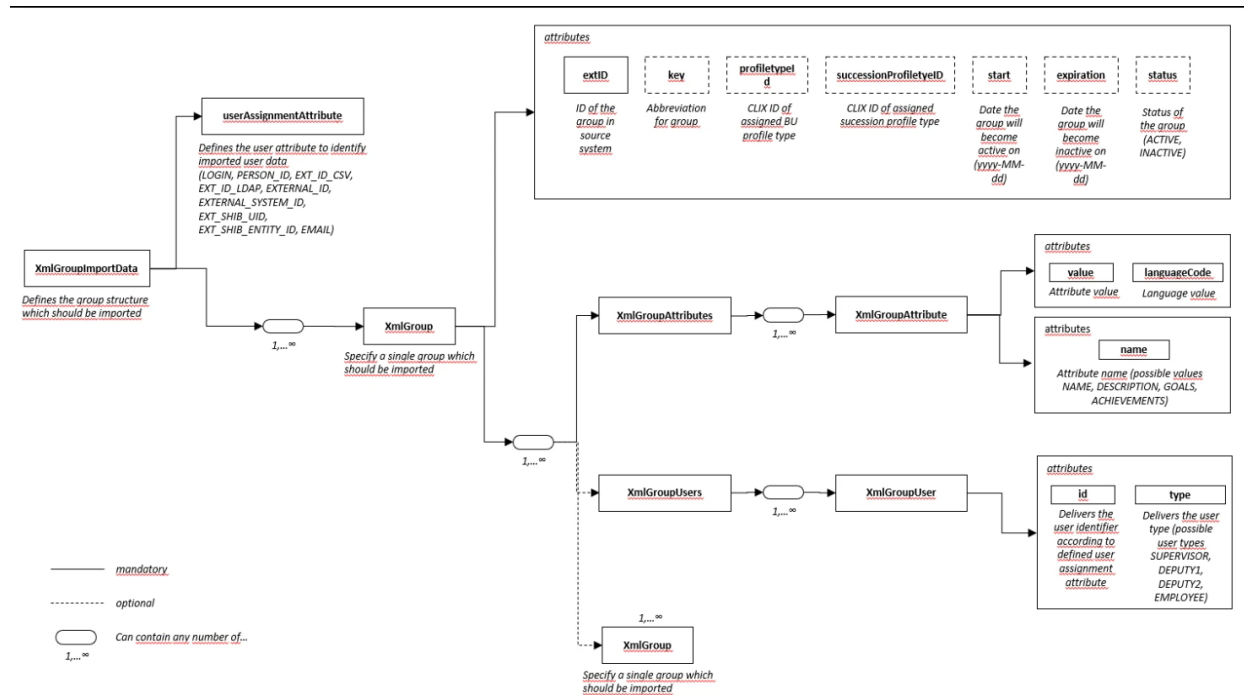 attributes
extID
ID of the
group in
source
system
key
Abbreviation
for group
profiletypeI
d
CLIX ID of
assigned BU
profile type
successionProfiletyeID
CLIX ID of assigned
sucession profile type
start
Date the
group will
become
active on
(yyyy-MM-
dd)
expiration
Date the
group will
become
inactive on
(yyyy-MM-
dd)
status
Status of
the group
(ACTIVE,
INACTIVE)
userAssignmentAttribute
Defines the user attribute to identify
imported user data
(LOGIN, PERSON_ID, EXT_ID_CSV,
EXT_ID_LDAP, EXTERNAL_ID,
EXTERNAL_SYSTEM_ID,
EXT_SHIB_UID,
EXT_SHIB_ENTITY_ID, EMAIL)
XmlGroupImportData
Defines the group structure
which should be imported
1,...∞
XmlGroup
Specify a single group which
should be imported
1,...∞
XmlGroupAttributes
1,...∞
XmlGroupAttribute
attributes
value
Attribute value
languageCode
Language value
attributes
name
Attribute name (possible values
NAME, DESCRIPTION, GOALS,
ACHIEVEMENTS)
XmlGroupUsers
1,...∞
XmlGroupUser
attributes
id
Delivers the
user identifier
according to
defined user
assignment
attribute
type
Delivers the user
type (possible
user types
SUPERVISOR,
DEPUTY1,
DEPUTY2,
EMPLOYEE)
1,...∞
XmlGroup
Specify a single group which
should be imported
mandatory
optional
Can contain any number of...
1,...∞